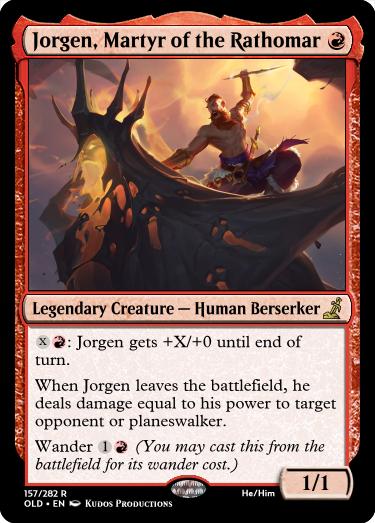 Jorgen, Martyr of the Rathomar R
Legendary Creature — Human Berserker
X R: Jorgen gets +X/+0 until end of
turn.
When Jorgen leaves the battlefield, he
deals damage equal to his power to target
opponent or planeswalker.
Wander 1 R (You may cast this from the
battlefield for its wander cost.)
1/1
157/282 R
OLD • EN Kudos Productions
He/Him